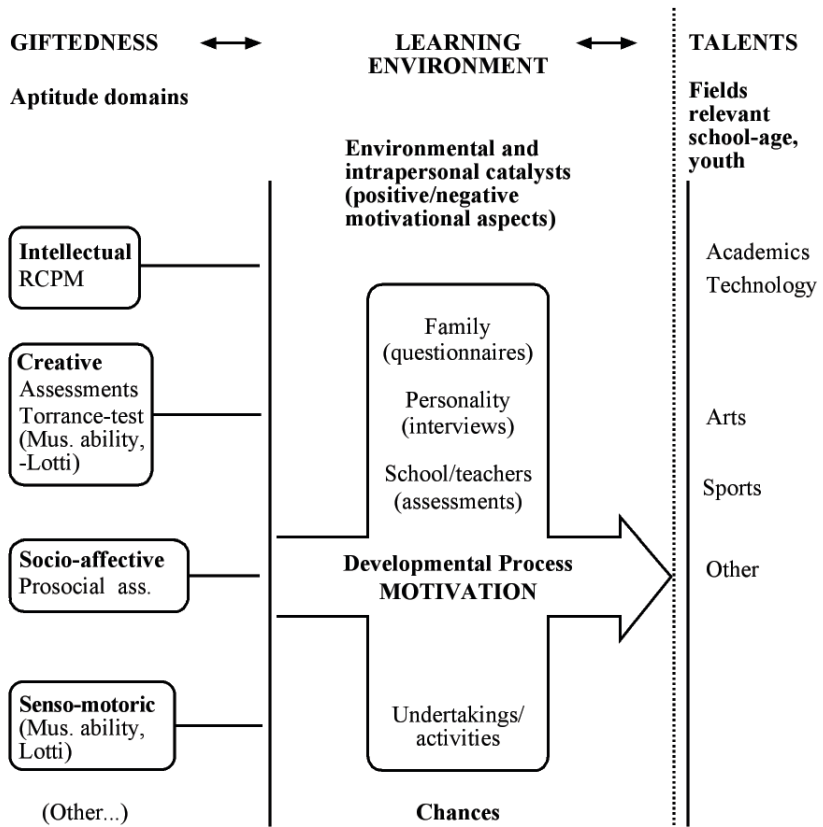 GIFTEDNESS
Aptitude domains
Intellectual
RCPM
Creative
Assessments
Torrance-test
(Mus. ability,
-Lotti)
Socio-affective
Prosocial ass.
Senso-motoric
(Mus. ability,
Lotti)
(Other...)
LEARNING
ENVIRONMENT
Environmental and
intrapersonal catalysts
(positive/negative
motivational aspects)
Family
(questionnaires)
Personality
(interviews)
School/teachers
(assessments)
Developmental Process
MOTIVATION
Undertakings/
activities
Chances
TALENTS
Fields
relevant
school-age,
youth
Academics
Technology
Arts
Sports
Other